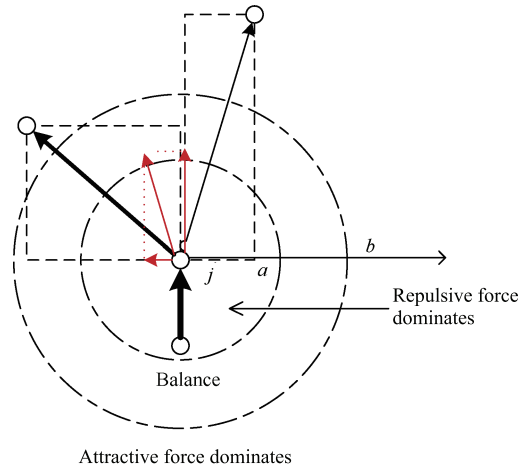 b
j
a
Repulsive force
dominates
Balance
Attractive force dominates